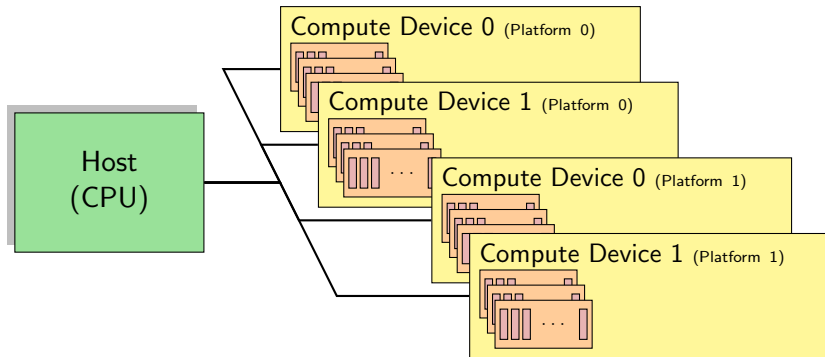 Compute Device 0 (Platform 0)
Compute Device 1 (Platform 0)
Host
(CPU)
· · ·
Compute Device 0 (Platform 1)
Compute Device 1 (Platform 1)
· · ·